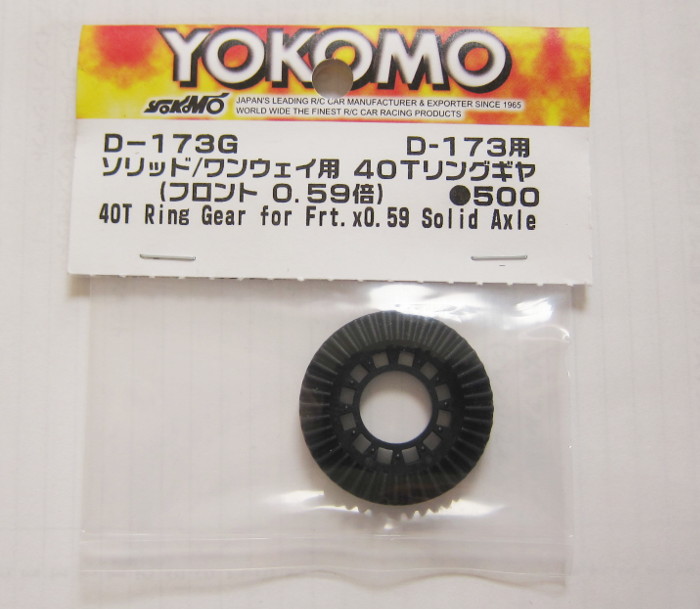 YOKOMO
YOKOMO JAPAN'S LEADING R/C CAR MANUFACTURER & EXPORTER SINCE 1965
WORLD WIDE THE FINEST R/C CAR RACING PRODUCTS
D-173G D-173用
ソリッド/ワンウェイ用 40Tリングギヤ
(フロント 0.59倍) ●500
40T Ring Gear for Frt.x0.59 Solid Axle